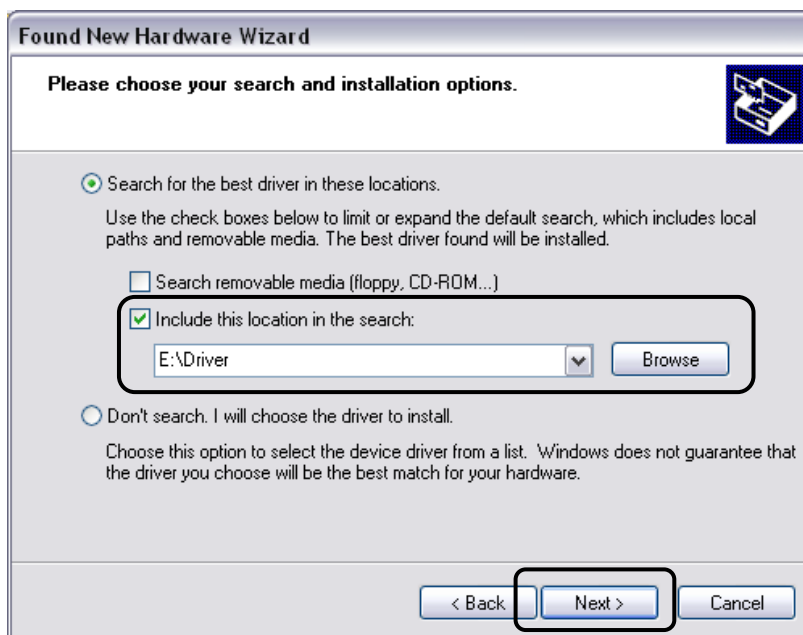 Found New Hardware Wizard
Please choose your search and installation options.
Search for the best driver in these locations.
Use the check boxes below to limit or expand the default search, which includes local
paths and removable media. The best driver found will be installed.
Search removable media (floppy, CD-ROM...)
Include this location in the search:
E:\Driver
Browse
Don't search. I will choose the driver to install.
Choose this option to select the device driver from a list. Windows does not guarantee that
the driver you choose will be the best match for your hardware.
< Back Next > Cancel